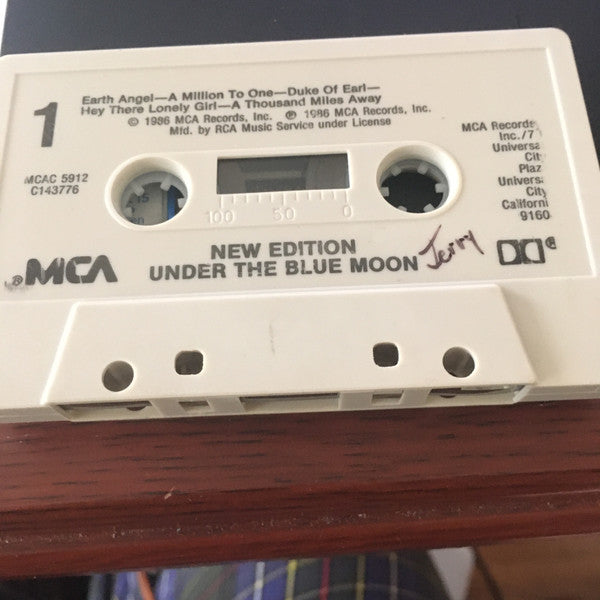 1
Earth Angel—A Million To One—Duke Of Earl—
Hey There Lonely Girl—A Thousand Miles Away
© 1986 MCA Records, Inc. ℗ 1986 MCA Records, Inc.
Mfd. by RCA Music Service under License
MCAC 5912
C143776
MCA Records
Inc./7
Universa
City
Plaz
Universa
City
Californi
9160
100 50 0
®MCA
NEW EDITION
UNDER THE BLUE MOON
Jerry
®